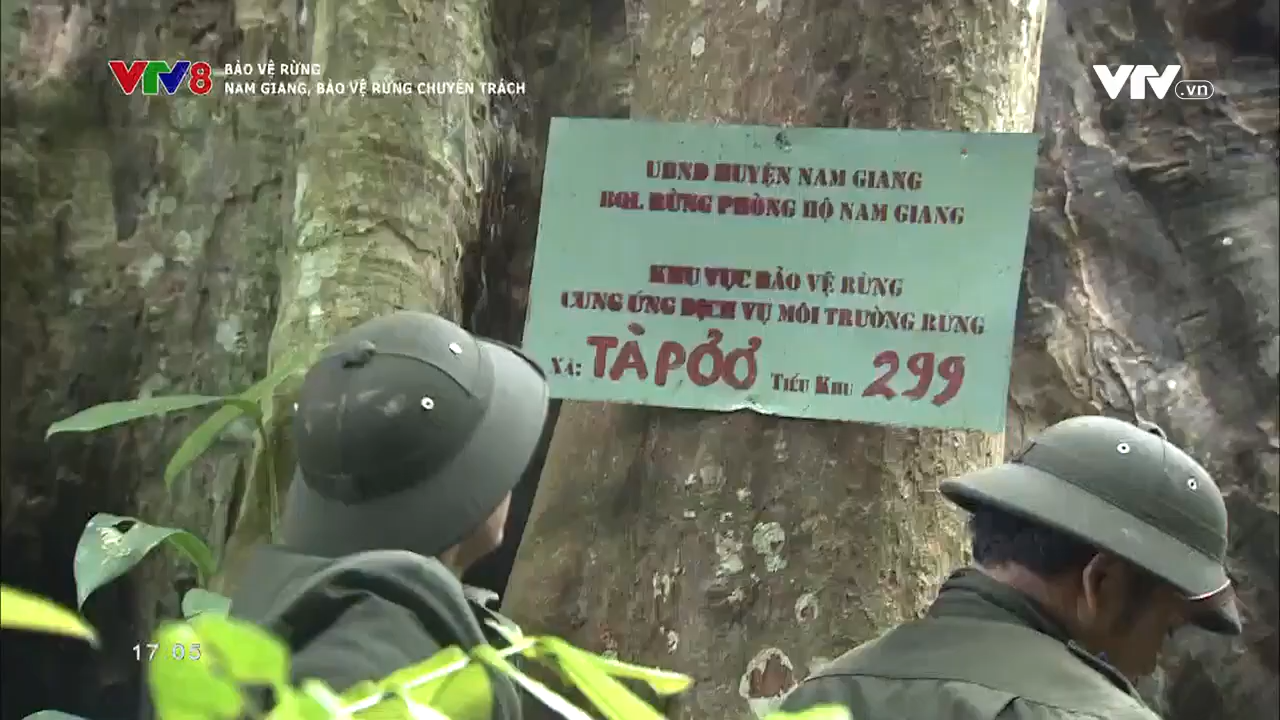 VTV8
BẢO VỆ RỪNG
NAM GIANG, BẢO VỆ RỪNG CHUYÊN TRÁCH
VTV.vn
UBND HUYỆN NAM GIANG
BQL RỪNG PHÒNG HỘ NAM GIANG
KHU VỰC BẢO VỆ RỪNG
CUNG ỨNG DỊCH VỤ MÔI TRƯỜNG RỪNG
XÃ: TÀ PỞƠ TIỂU KHU 299
17 05